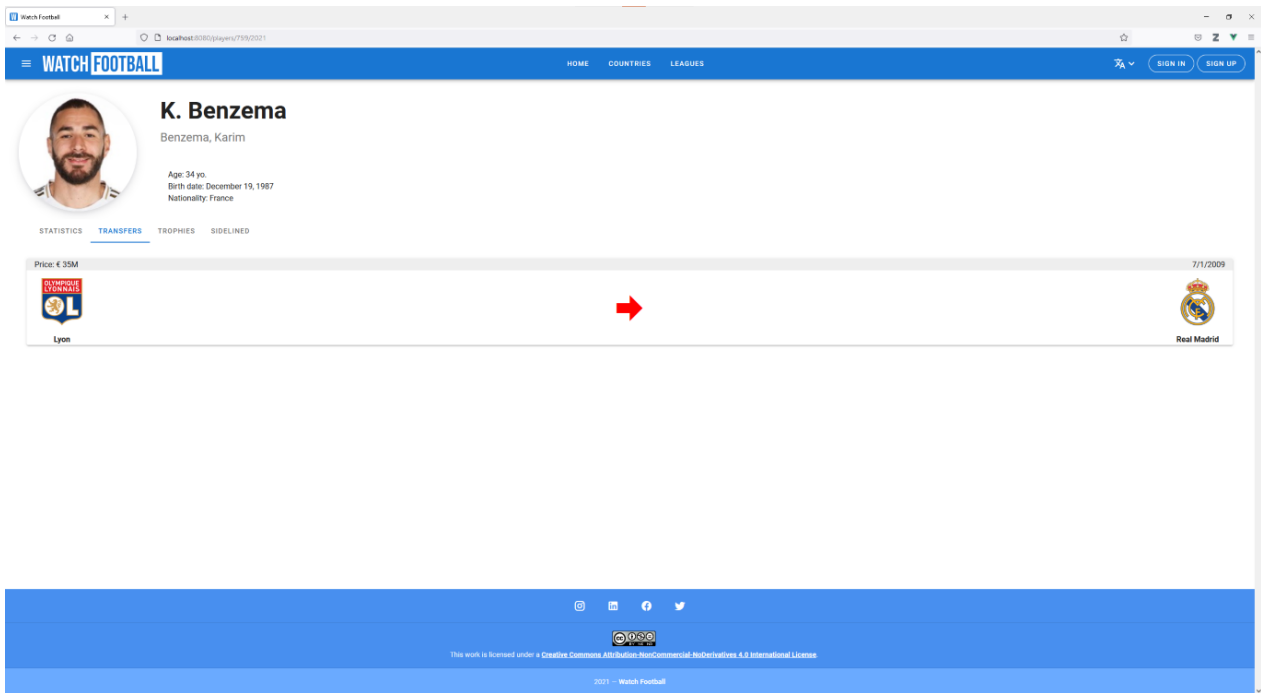 Watch Football
localhost:8080/players/759/2021
WATCH FOOTBALL
HOME COUNTRIES LEAGUES
SIGN IN SIGN UP
K. Benzema
Benzema, Karim
Age: 34 yo.
Birth date: December 19, 1987
Nationality: France
STATISTICS TRANSFERS TROPHIES SIDELINED
Price: € 35M 7/1/2009
OLYMPIQUE
LYONNAIS
OL
Lyon Real Madrid
This work is licensed under a Creative Commons Attribution-NonCommercial-NoDerivatives 4.0 International License.
2021 — Watch Football